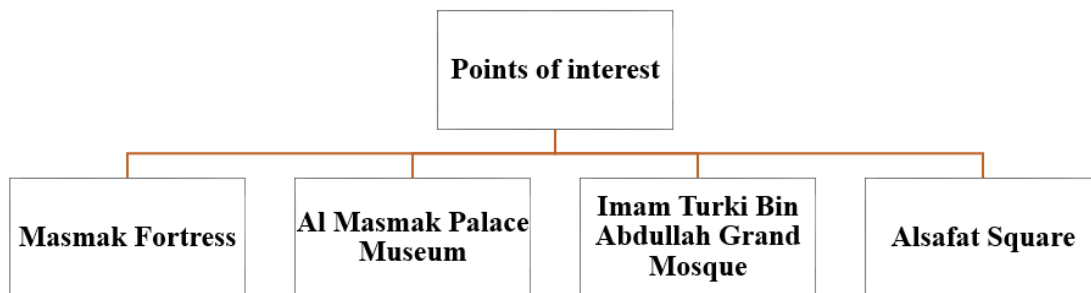 Points of interest
Masmak Fortress
Al Masmak Palace
Museum
Imam Turki Bin
Abdullah Grand
Mosque
Alsafat Square